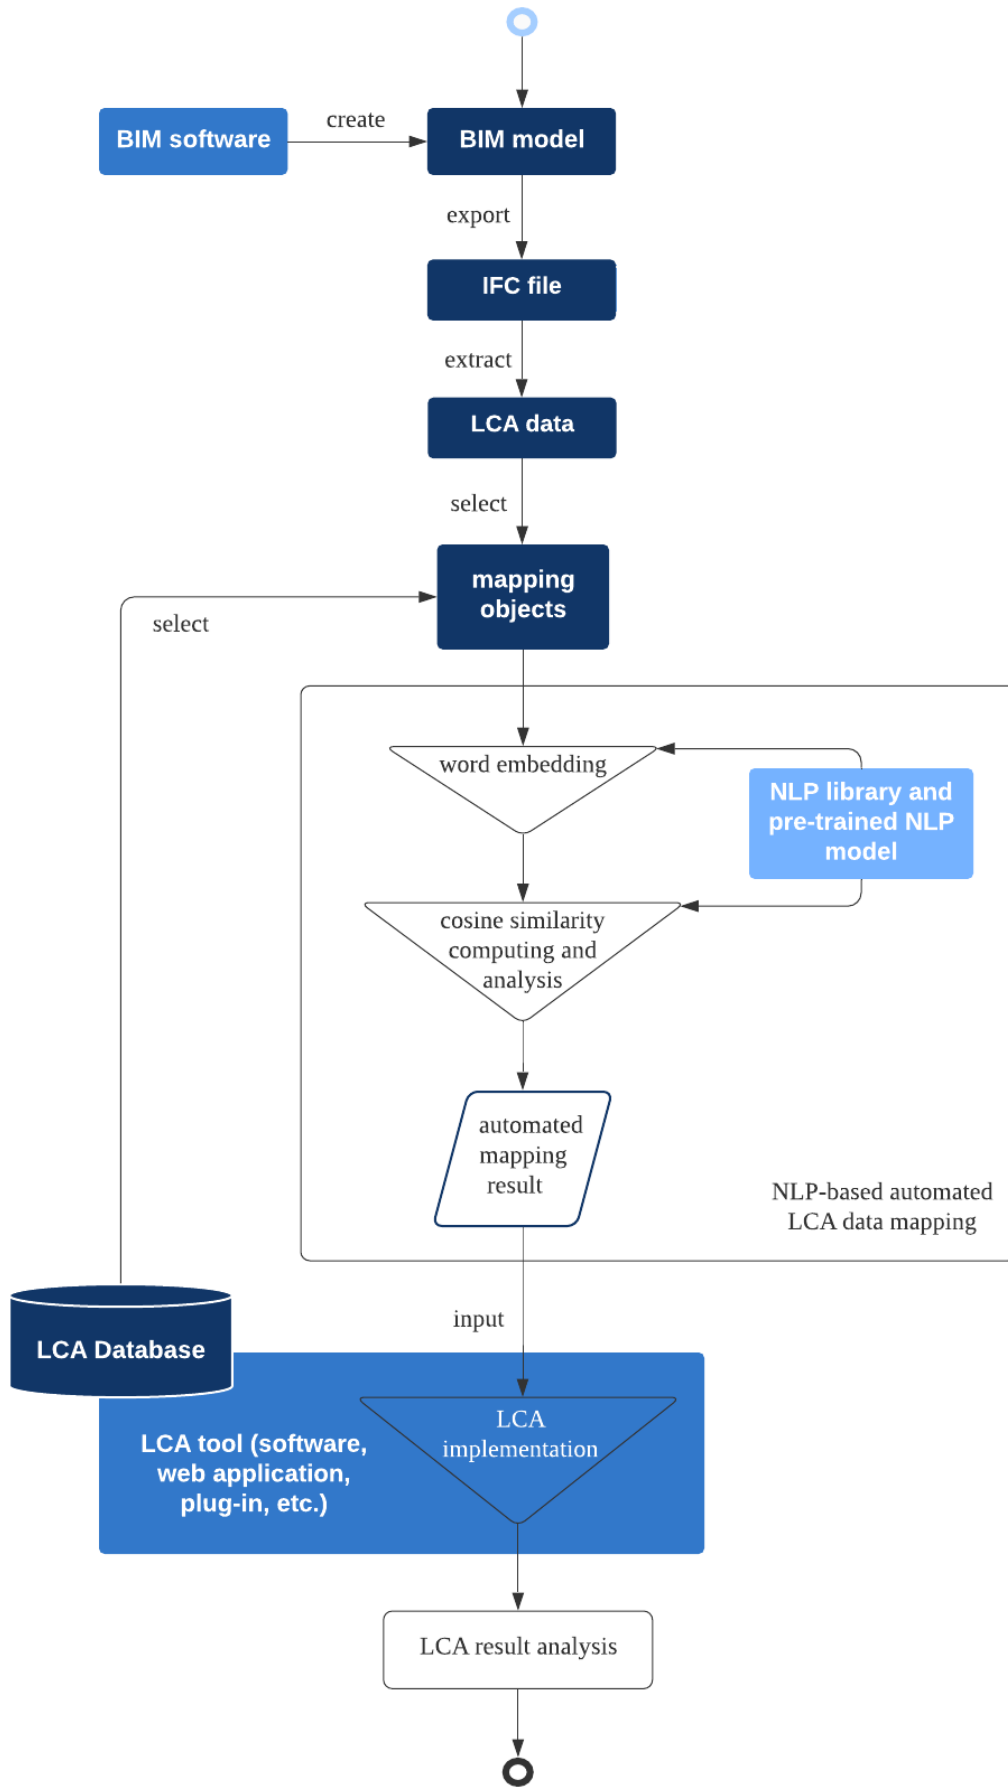 create
BIM software
BIM model
export
IFC file
extract
LCA data
select
mapping
objects
select
word embedding
NLP library and
pre-trained NLP
model
cosine similarity
computing and
analysis
automated
mapping
result
NLP-based automated
LCA data mapping
input
LCA Database
LCA
implementation
LCA tool (software,
web application,
plug-in, etc.)
LCA result analysis